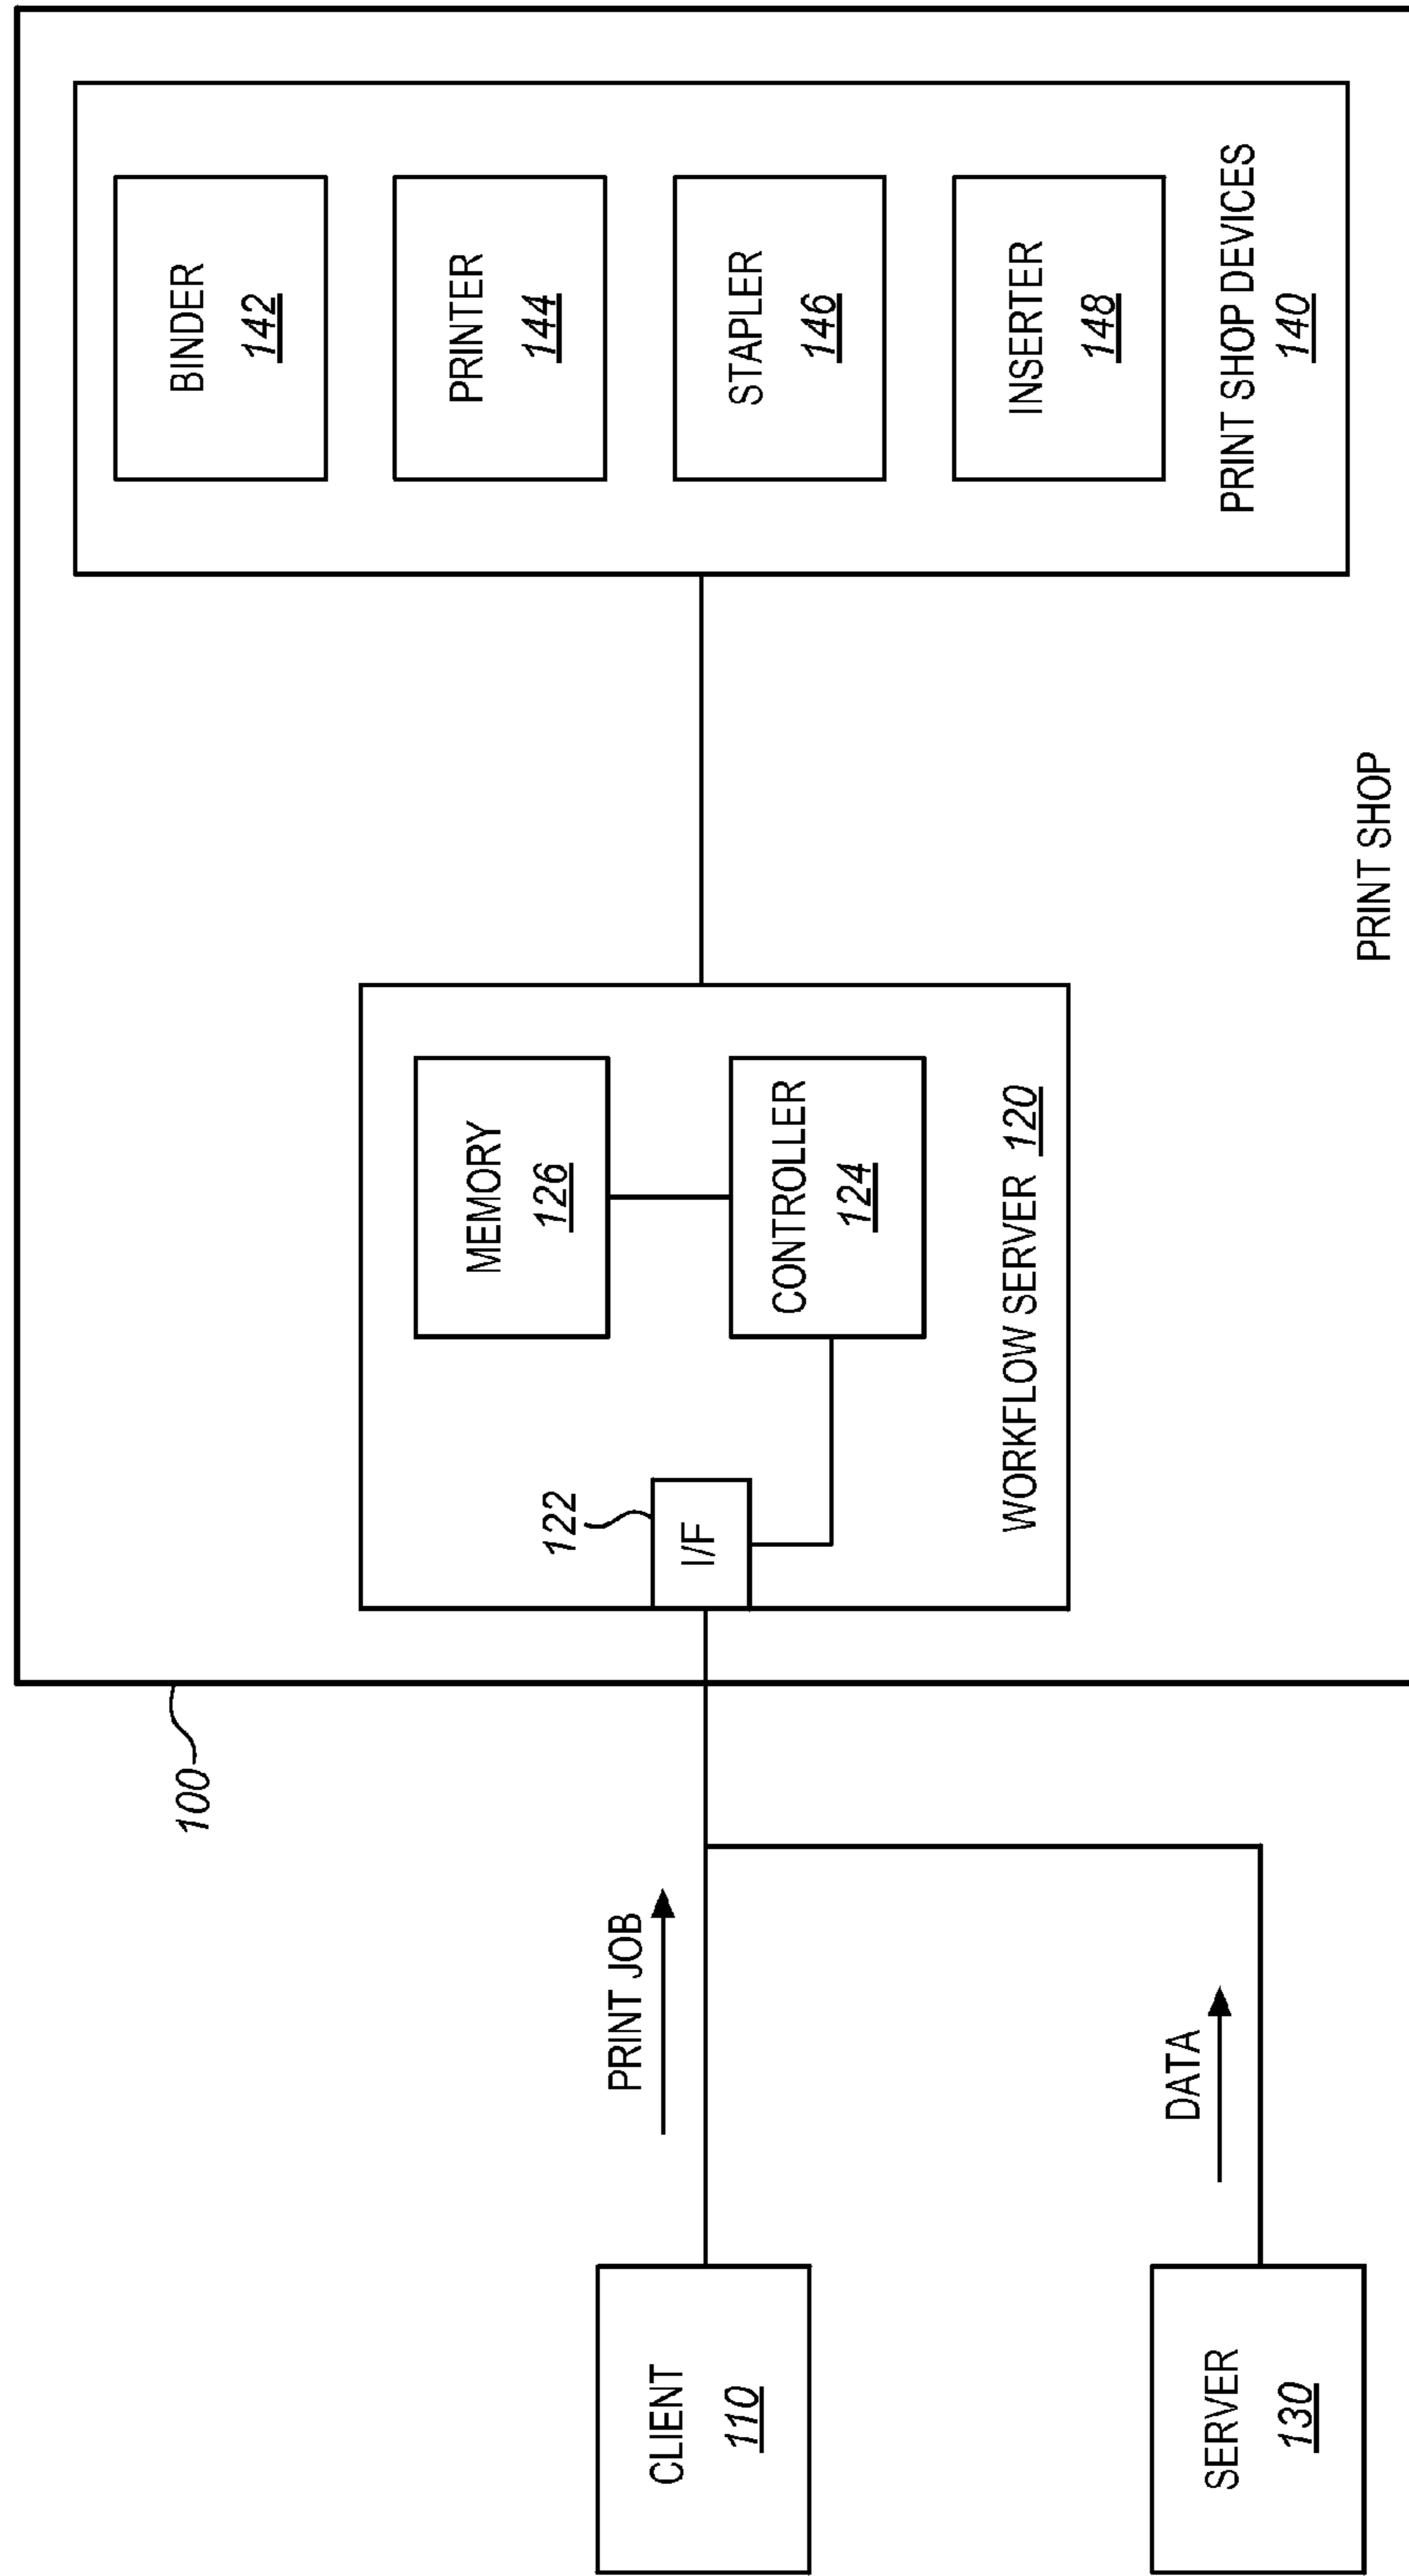 100
CLIENT
110
PRINT JOB
SERVER
130
DATA
122
I/F
MEMORY
126
CONTROLLER
124
WORKFLOW SERVER 120
BINDER
142
PRINTER
144
STAPLER
146
INSERTER
148
PRINT SHOP DEVICES
140
PRINT SHOP